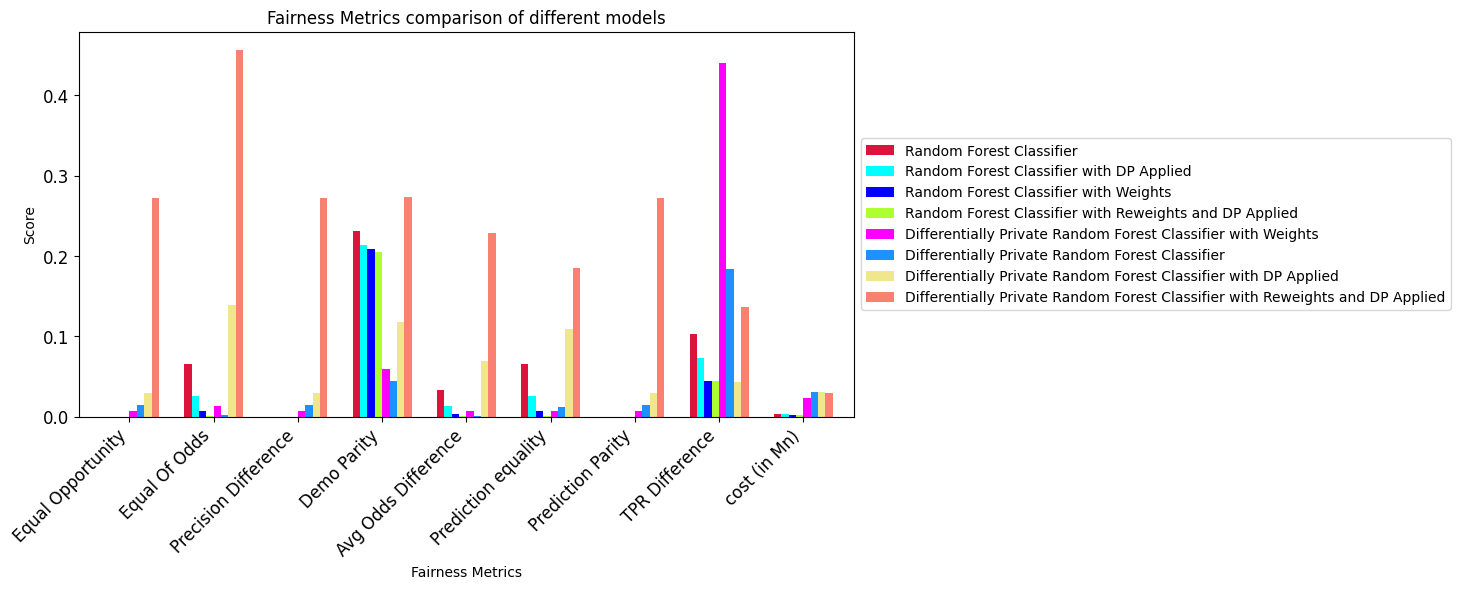 Fairness Metrics comparison of different models
Score
0.4
0.3
0.2
0.1
0.0
Equal Opportunity
Equal Of Odds
Precision Difference
Demo Parity
Avg Odds Difference
Prediction equality
Prediction Parity
TPR Difference
cost (in Mn)
Fairness Metrics
Random Forest Classifier
Random Forest Classifier with DP Applied
Random Forest Classifier with Weights
Random Forest Classifier with Reweights and DP Applied
Differentially Private Random Forest Classifier with Weights
Differentially Private Random Forest Classifier
Differentially Private Random Forest Classifier with DP Applied
Differentially Private Random Forest Classifier with Reweights and DP Applied